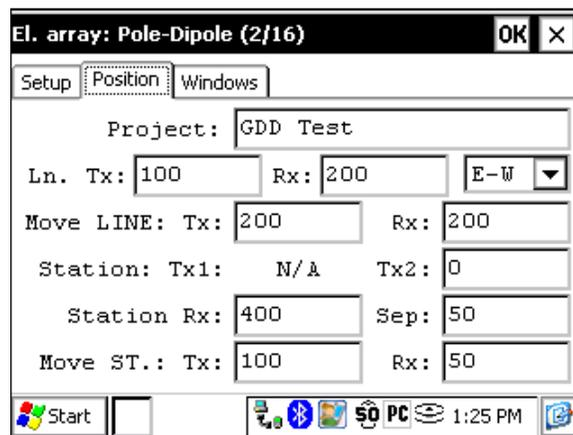 El. array: Pole-Dipole (2/16) OK ×
Setup Position Windows
Project: GDD Test
Ln. Tx: 100 Rx: 200 E-W
Move LINE: Tx: 200 Rx: 200
Station: Tx1: N/A Tx2: 0
Station Rx: 400 Sep: 50
Move ST.: Tx: 100 Rx: 50
Start 50 PC 1:25 PM